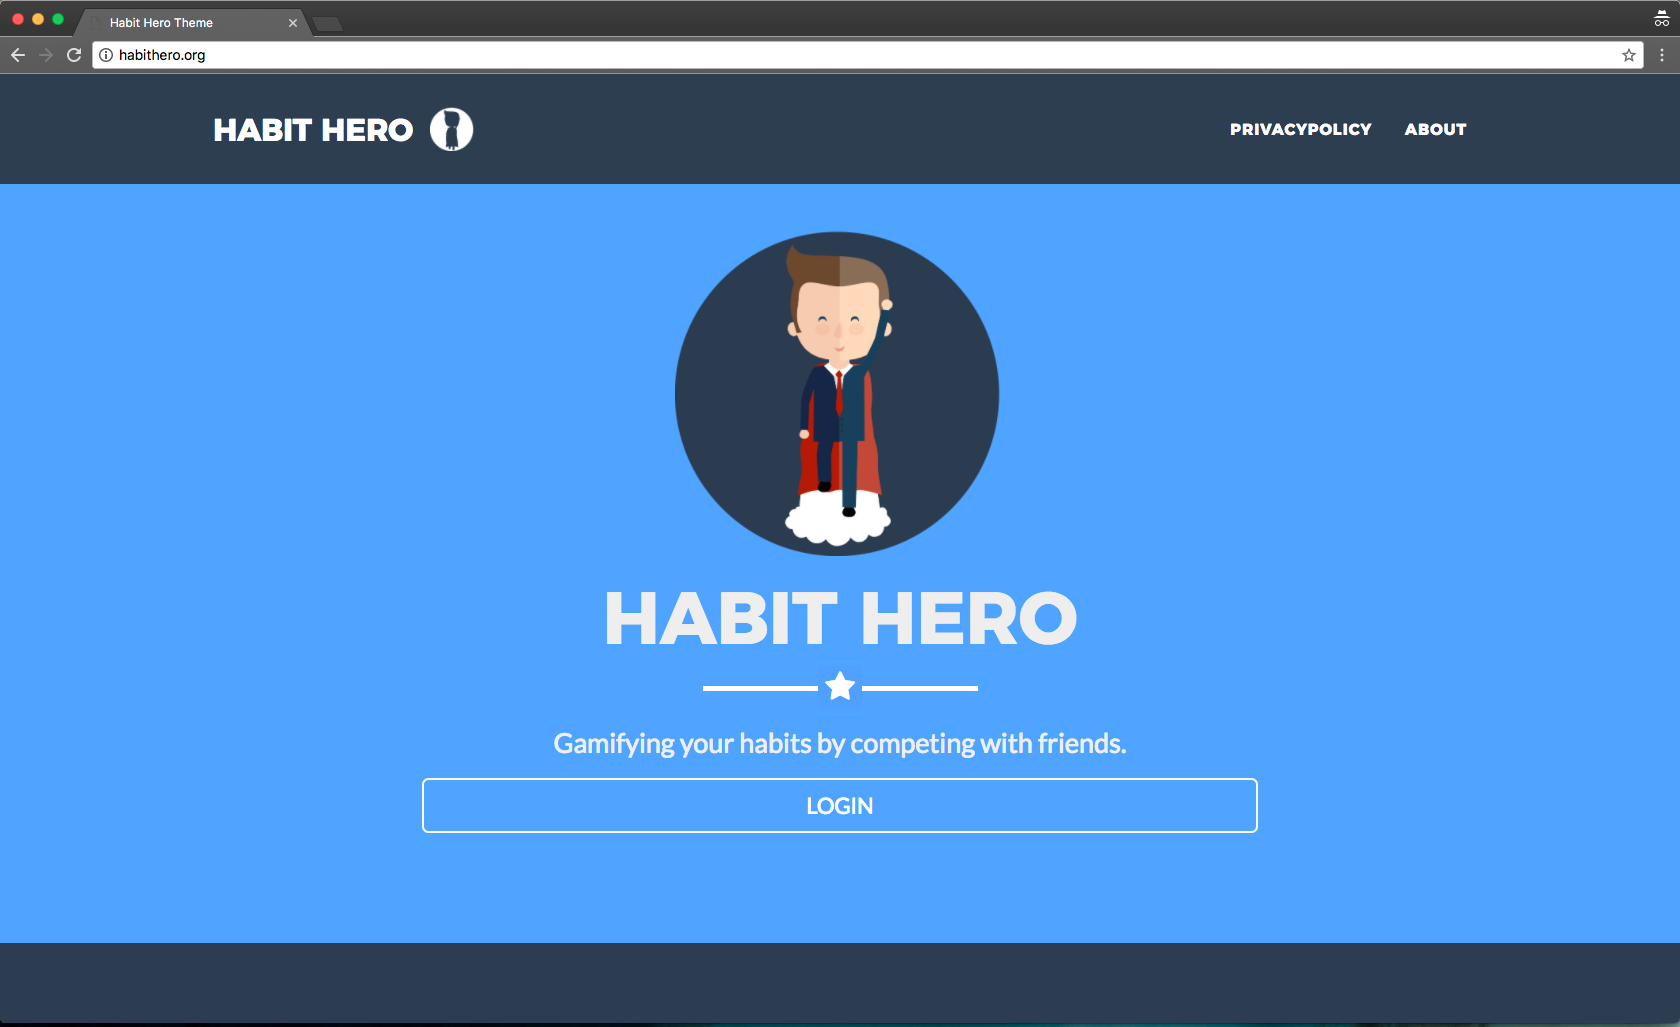 Habit Hero Theme
habithero.org
HABIT HERO
PRIVACYPOLICY ABOUT
HABIT HERO
Gamifying your habits by competing with friends.
LOGIN